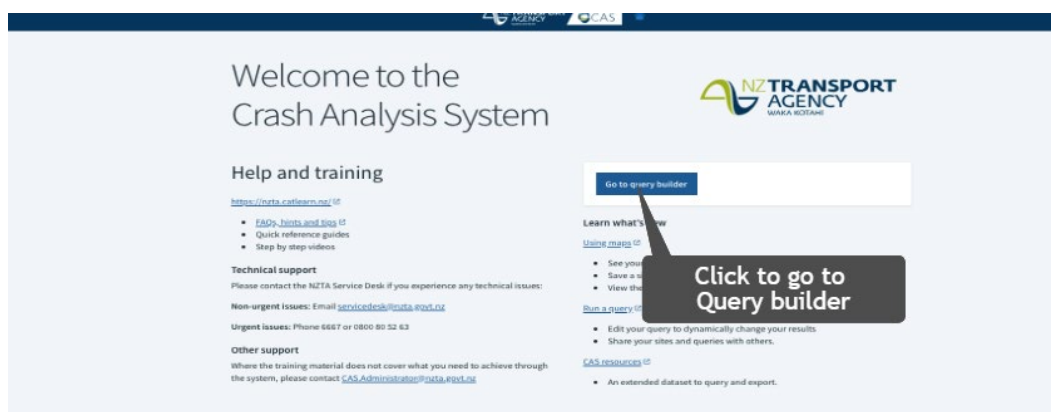 AGENCY
CAS
Welcome to the
Crash Analysis System
NZ TRANSPORT
AGENCY
WAKA KOTAHI
Help and training
https://nzta.catlearn.nz/
• FAQs, hints and tips
• Quick reference guides
• Step by step videos
Technical support
Please contact the NZTA Service Desk if you experience any technical issues:
Non-urgent issues: Email servicedesk@nzta.govt.nz
Urgent issues: Phone 6667 or 0800 80 52 63
Other support
Where the training material does not cover what you need to achieve through
the system, please contact CAS.Administrator@nzta.govt.nz
Go to query builder
Learn what's
Using maps
• See your
• Save a
• View the
Click to go to
Query builder
Run a query
• Edit your query to dynamically change your results
• Share your sites and queries with others.
CAS resources
• An extended dataset to query and export.